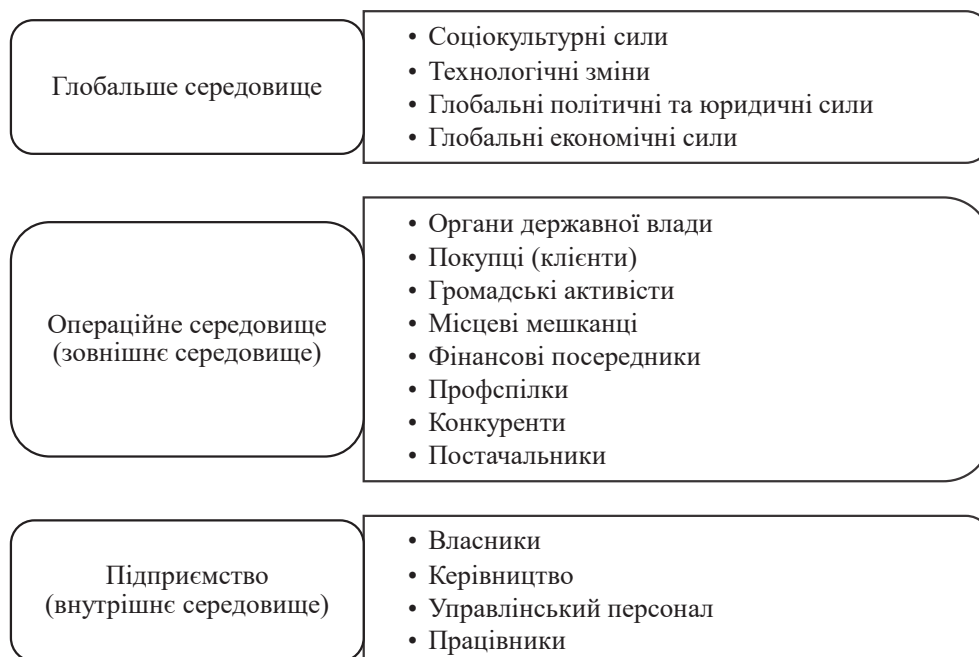 Глобальше середовище
• Соціокультурні сили
• Технологічні зміни
• Глобальні політичні та юридичні сили
• Глобальні економічні сили
Операційне середовище
(зовнішнє середовище)
• Органи державної влади
• Покупці (клієнти)
• Громадські активісти
• Місцеві мешканці
• Фінансові посередники
• Профспілки
• Конкуренти
• Постачальники
Підприємство
(внутрішнє середовище)
• Власники
• Керівництво
• Управлінський персонал
• Працівники